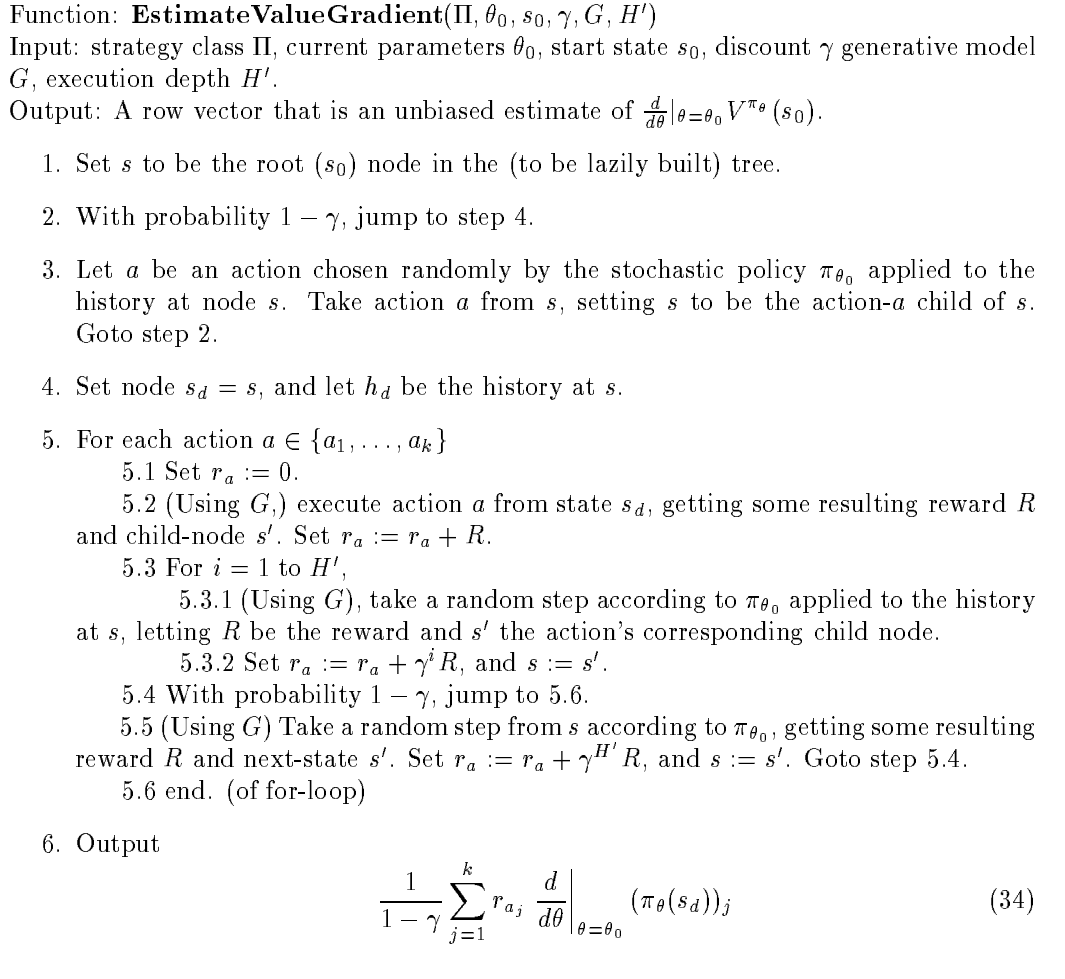 Function: EstimateValueGradient(Π, θ₀, s₀, γ, G, H′)
Input: strategy class Π, current parameters θ₀, start state s₀, discount γ generative model
G, execution depth H′.
Output: A row vector that is an unbiased estimate of d/dθ|θ=θ₀ V^{π_θ}(s₀).
1. Set s to be the root (s₀) node in the (to be lazily built) tree.
2. With probability 1 − γ, jump to step 4.
3. Let a be an action chosen randomly by the stochastic policy π_{θ₀} applied to the
history at node s. Take action a from s, setting s to be the action-a child of s.
Goto step 2.
4. Set node s_d = s, and let h_d be the history at s.
5. For each action a ∈ {a₁, . . . , a_k}
5.1 Set r_a := 0.
5.2 (Using G,) execute action a from state s_d, getting some resulting reward R
and child-node s′. Set r_a := r_a + R.
5.3 For i = 1 to H′,
5.3.1 (Using G), take a random step according to π_{θ₀} applied to the history
at s, letting R be the reward and s′ the action's corresponding child node.
5.3.2 Set r_a := r_a + γ^i R, and s := s′.
5.4 With probability 1 − γ, jump to 5.6.
5.5 (Using G) Take a random step from s according to π_{θ₀}, getting some resulting
reward R and next-state s′. Set r_a := r_a + γ^{H′} R, and s := s′. Goto step 5.4.
5.6 end. (of for-loop)
6. Output
1/(1 − γ) ∑_{j=1}^{k} r_{a_j} d/dθ|_{θ=θ₀} (π_θ(s_d))_j (34)